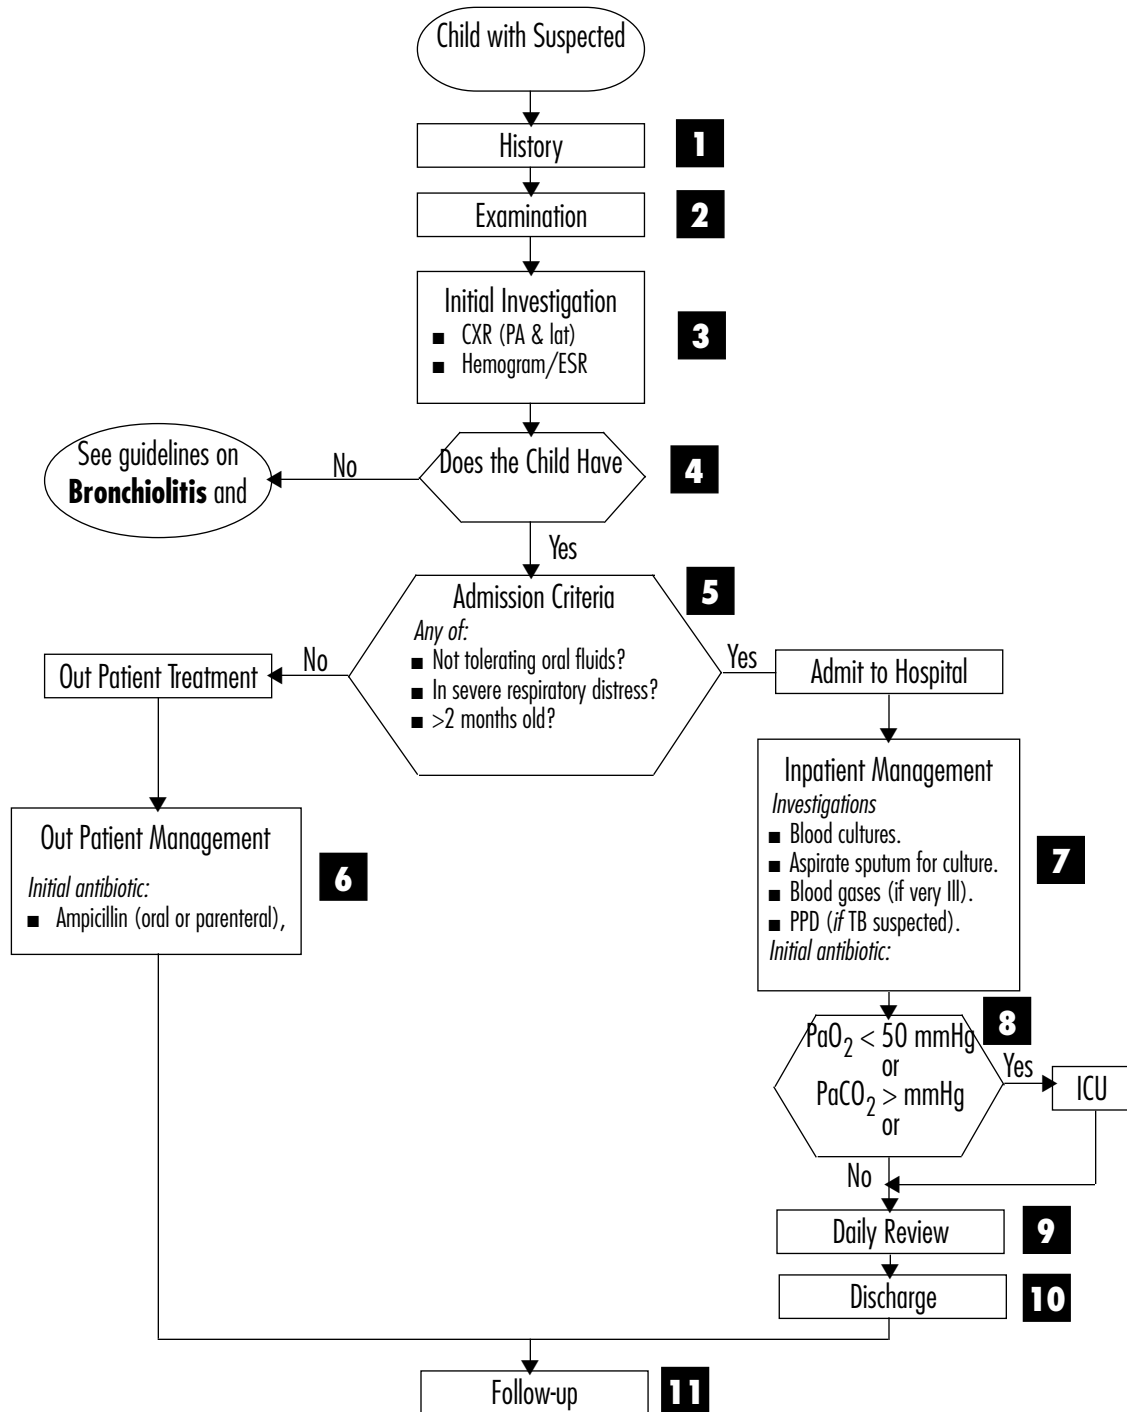 Child with Suspected
History
1
Examination
2
Initial Investigation
■ CXR (PA & lat)
■ Hemogram/ESR
3
Does the Child Have
4
No
See guidelines on
Bronchiolitis and
Yes
Admission Criteria
Any of:
■ Not tolerating oral fluids?
■ In severe respiratory distress?
■ >2 months old?
5
No
Out Patient Treatment
Yes
Admit to Hospital
Out Patient Management
Initial antibiotic:
■ Ampicillin (oral or parenteral),
6
Inpatient Management
Investigations
■ Blood cultures.
■ Aspirate sputum for culture.
■ Blood gases (if very Ill).
■ PPD (if TB suspected).
Initial antibiotic:
7
PaO2 < 50 mmHg
or
PaCO2 > mmHg
or
8
Yes
ICU
No
Daily Review
9
Discharge
10
Follow-up
11